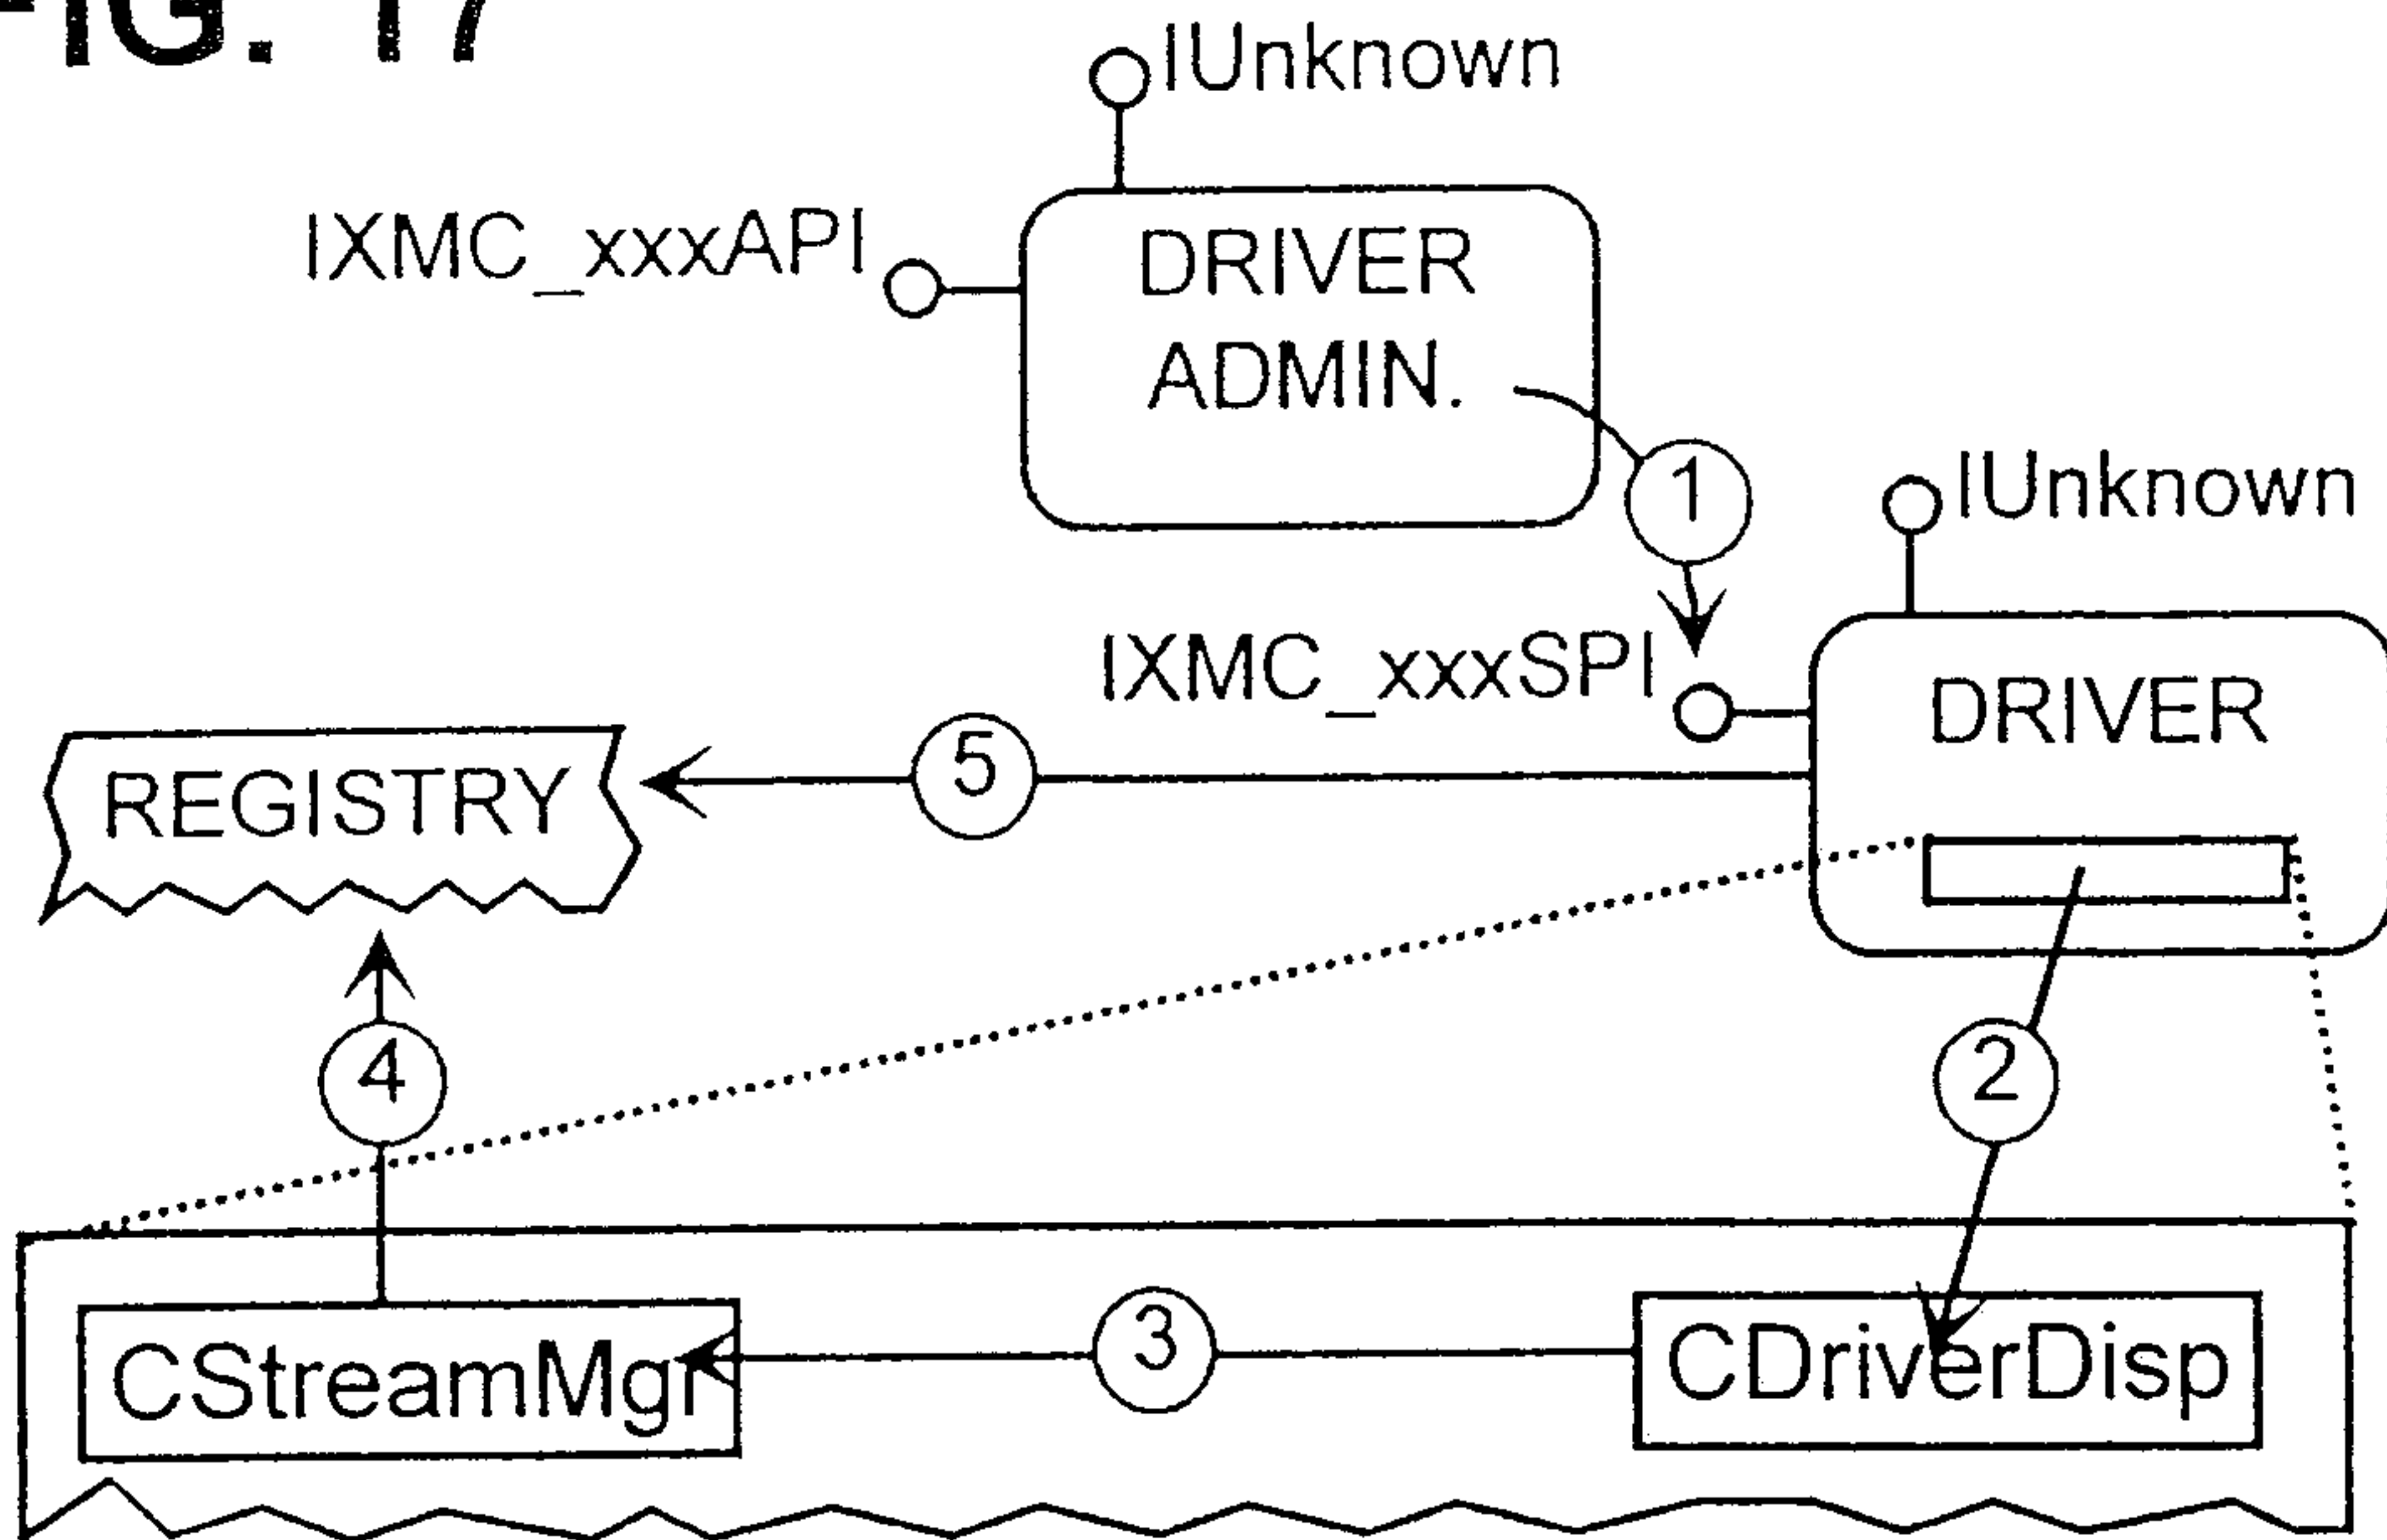 FIG. 17
IUnknown
IXMC_xxxAPI
DRIVER
ADMIN.
1
IUnknown
IXMC_xxxSPI
DRIVER
5
REGISTRY
4
2
3
CStreamMgr
CDriverDisp